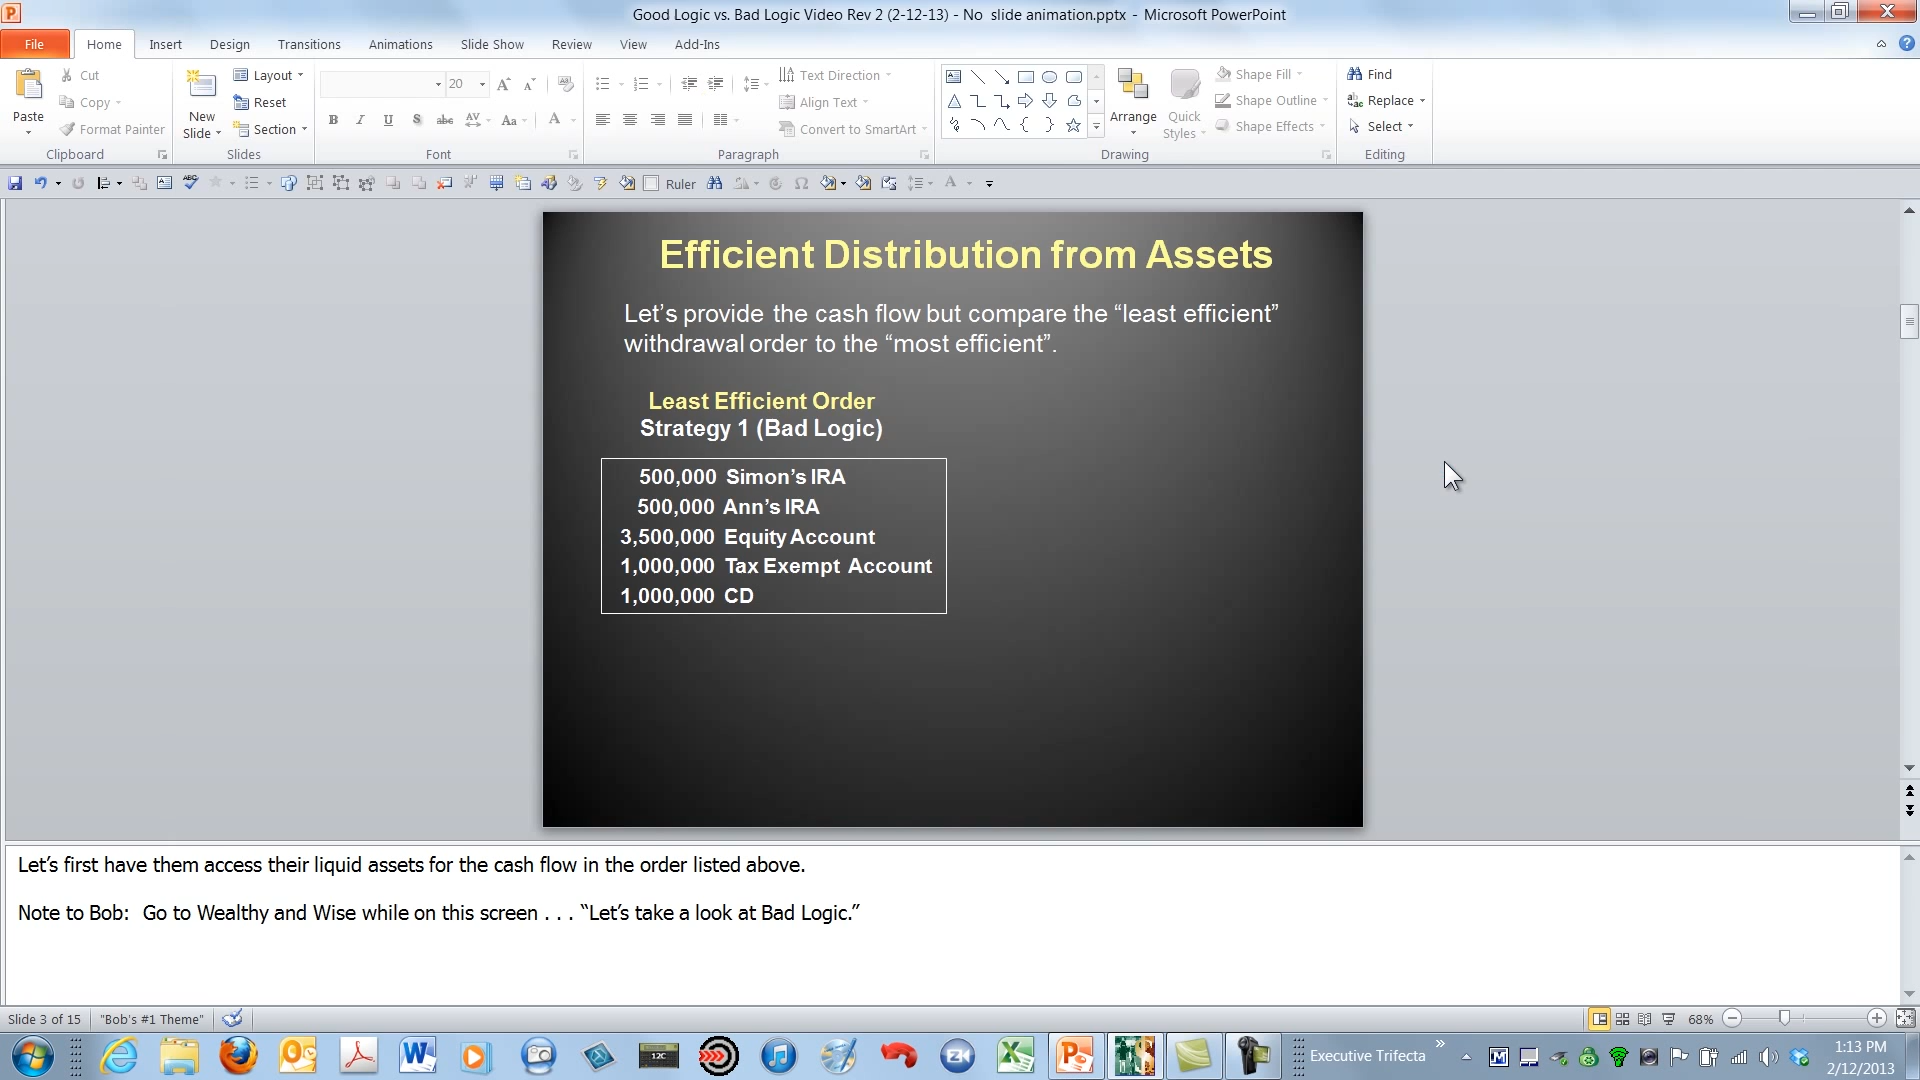 Good Logic vs. Bad Logic Video Rev 2 (2-12-13) - No  slide animation.pptx - Microsoft PowerPoint
File Home Insert Design Transitions Animations Slide Show Review View Add-Ins
Paste
Cut
Copy
Format Painter
Clipboard
New Slide
Layout
Reset
Section
Slides
20
Font
Text Direction
Align Text
Convert to SmartArt
Paragraph
Arrange
Quick Styles
Shape Fill
Shape Outline
Shape Effects
Drawing
Find
Replace
Select
Editing
Ruler
Efficient Distribution from Assets
Let’s provide the cash flow but compare the “least efficient”
withdrawal order to the “most efficient”.
Least Efficient Order
Strategy 1 (Bad Logic)
500,000 Simon’s IRA
500,000 Ann’s IRA
3,500,000 Equity Account
1,000,000 Tax Exempt Account
1,000,000 CD
Let’s first have them access their liquid assets for the cash flow in the order listed above.
Note to Bob:  Go to Wealthy and Wise while on this screen . . . “Let’s take a look at Bad Logic.”
Slide 3 of 15 "Bob's #1 Theme" 68%
12C
Executive Trifecta
1:13 PM
2/12/2013